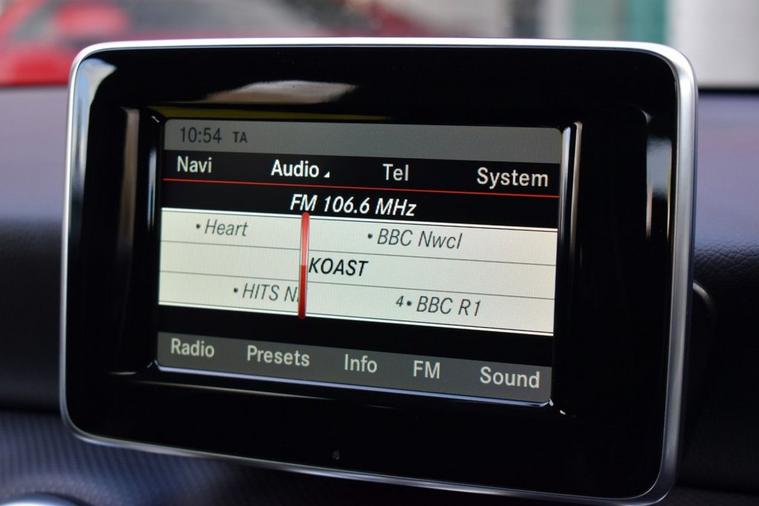 10:54 TA
Navi Audio Tel System
FM 106.6 MHz
Heart BBC Nwcl
KOAST
HITS 4 BBC R1
Radio Presets Info FM Sound